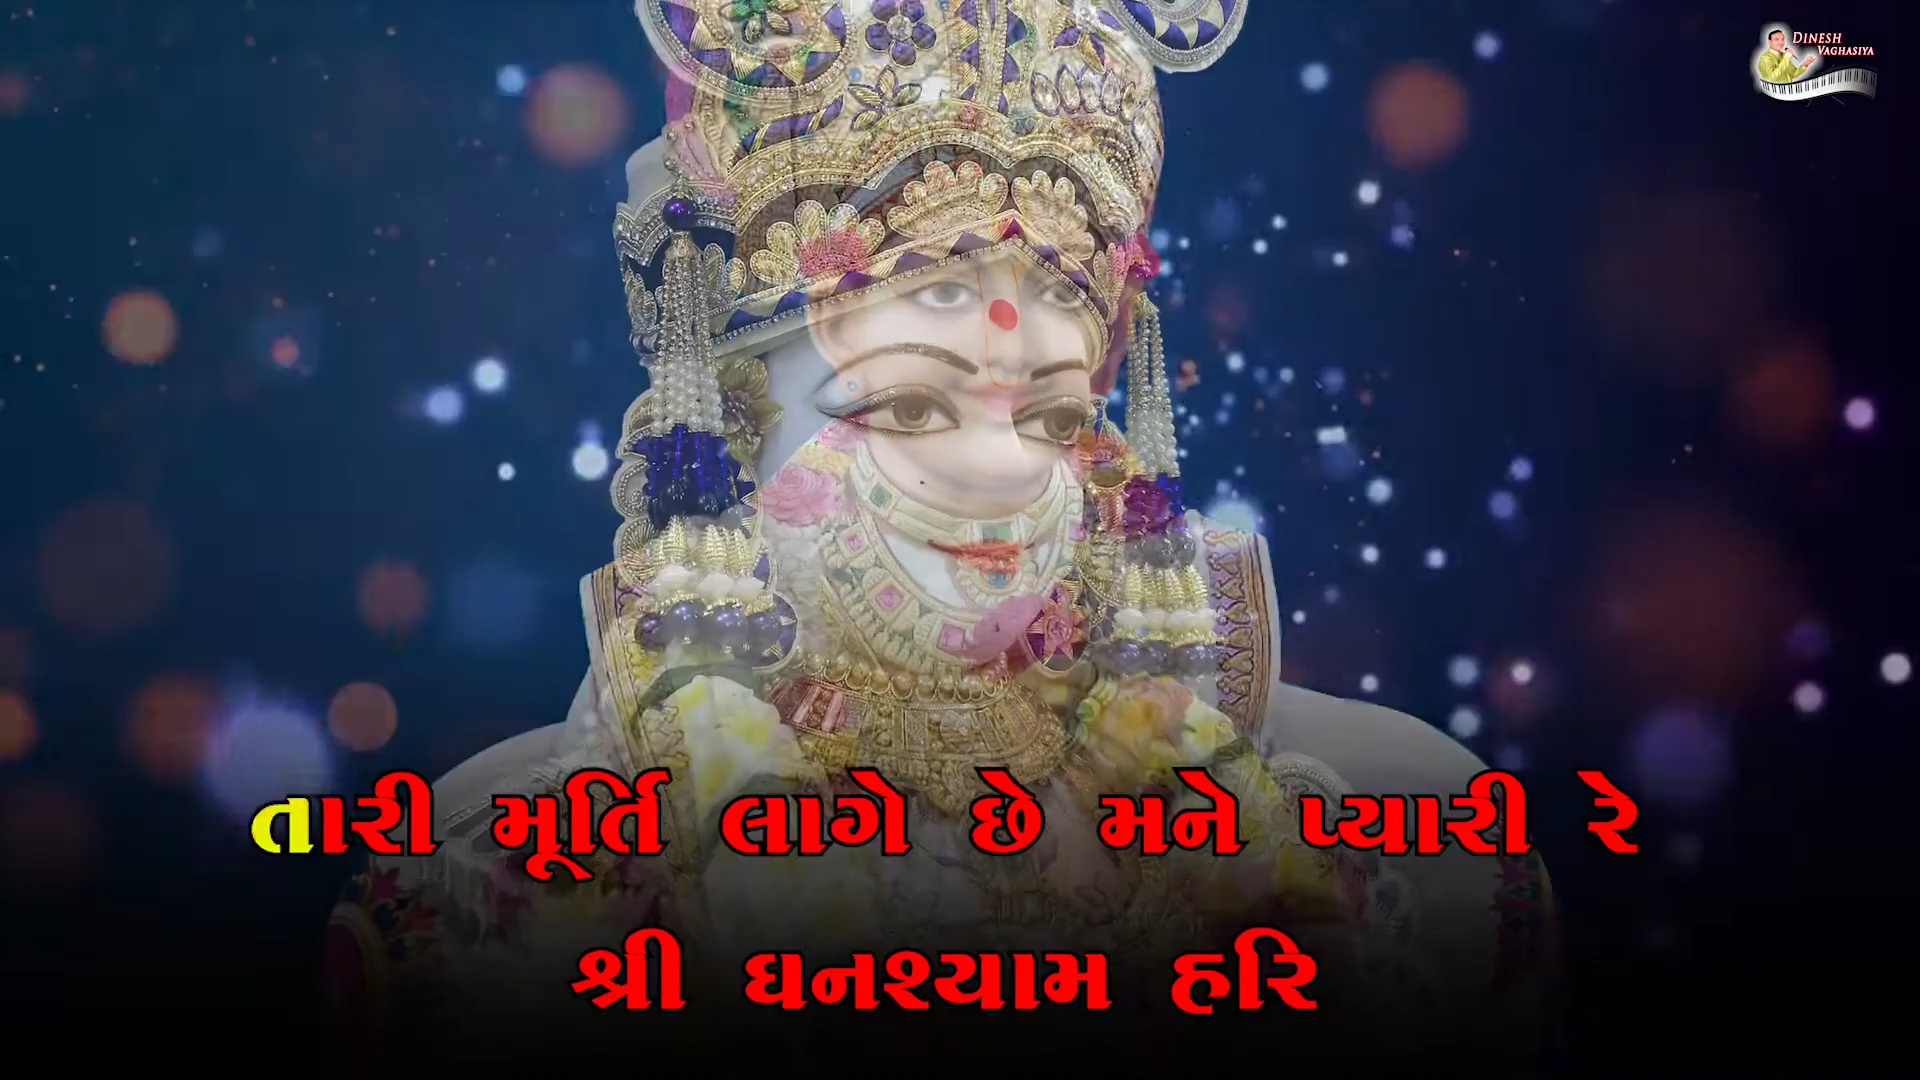 DINESH
VAGHASIYA
તારી મૂર્તિ લાગે છે મને પ્યારી રે
શ્રી ઘનશ્યામ હરિ